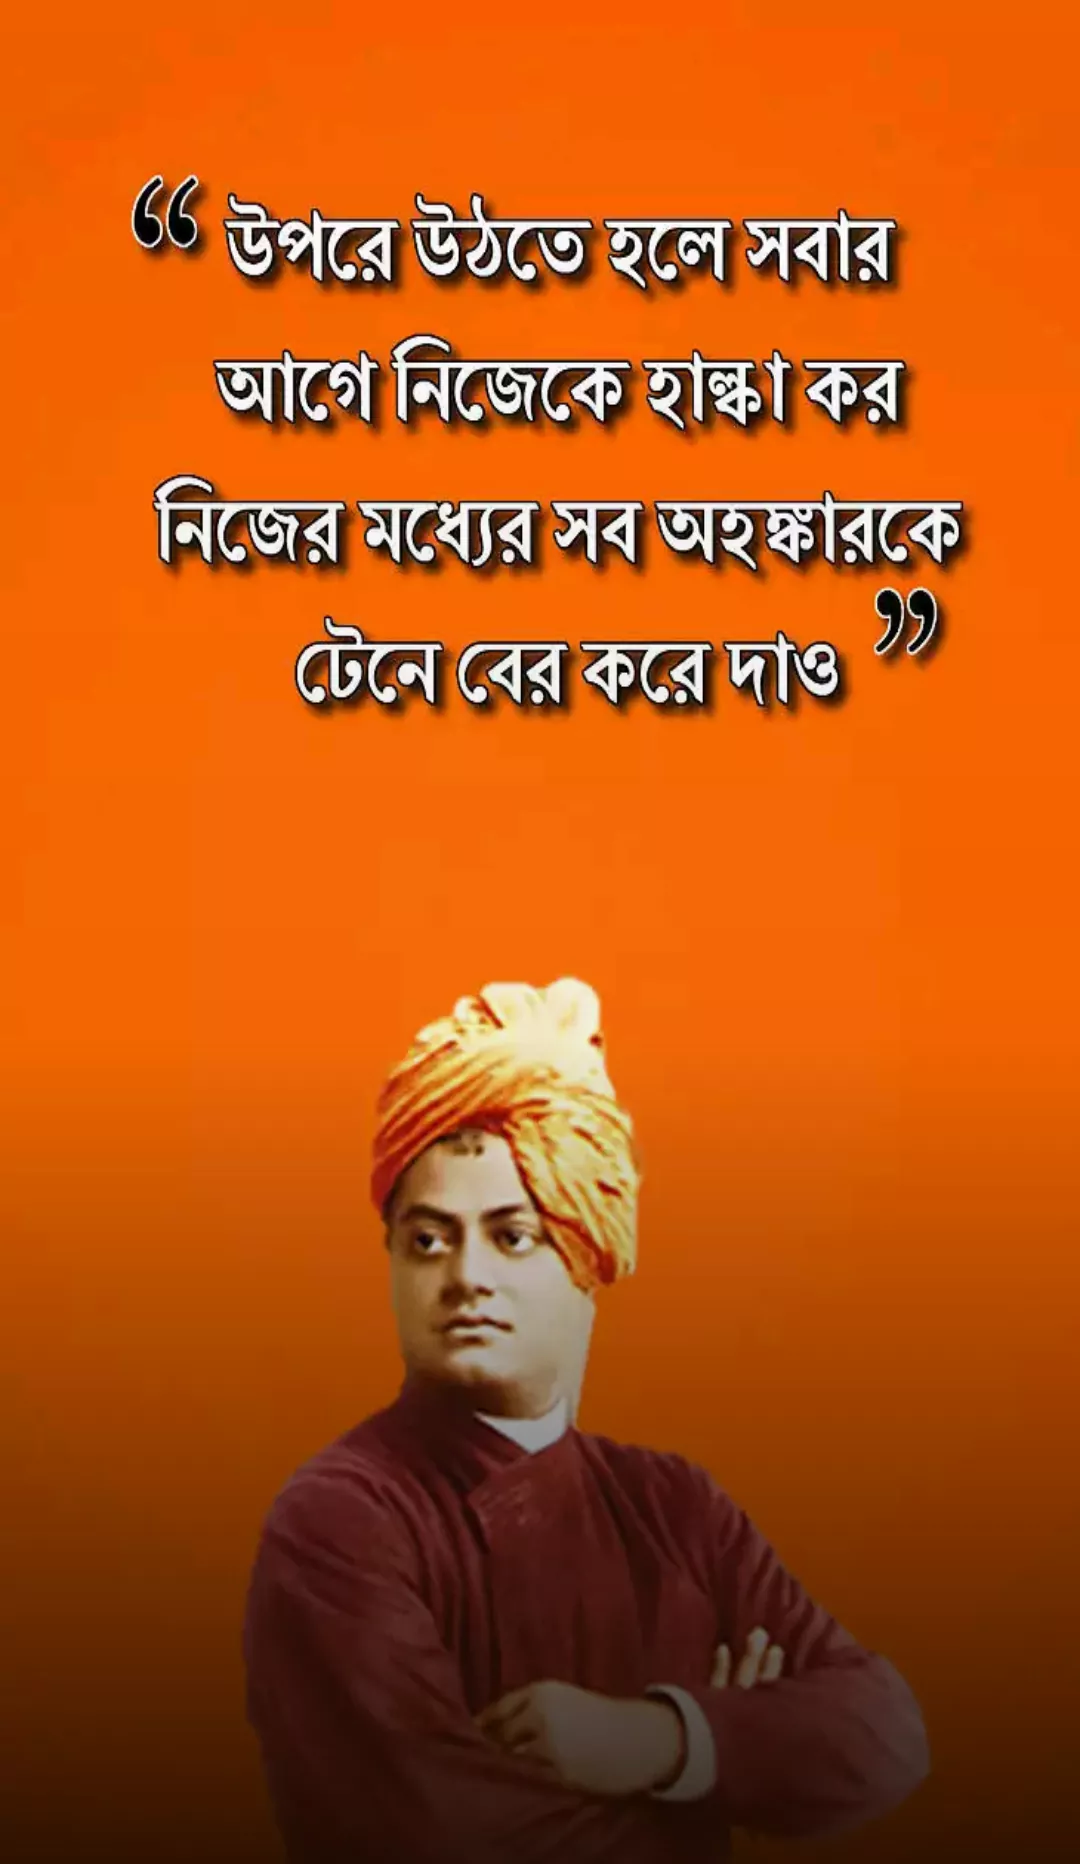 “ উপরে উঠতে হলে সবার
আগে নিজেকে হাল্কা কর
নিজের মধ্যের সব অহঙ্কারকে
টেনে বের করে দাও ”